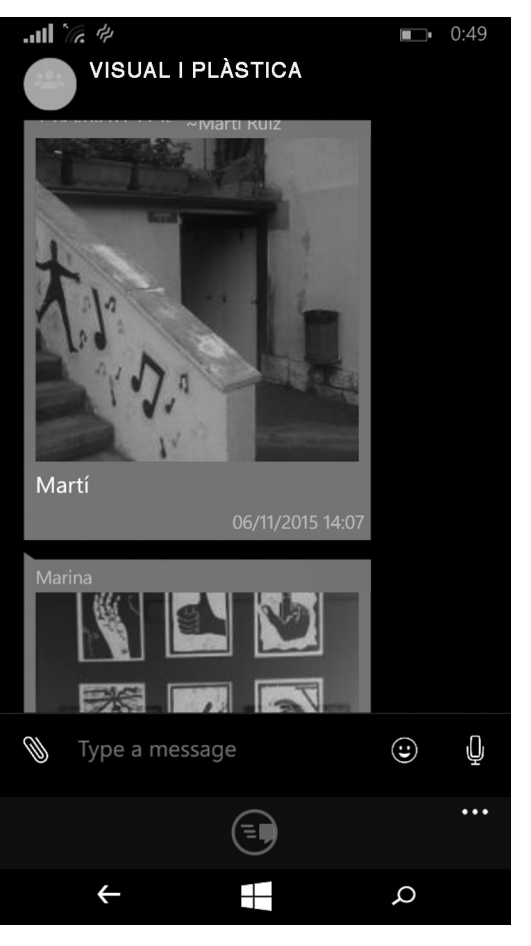 0:49
VISUAL I PLÀSTICA
~Martí Ruiz
Martí
06/11/2015 14:07
Marina
Type a message